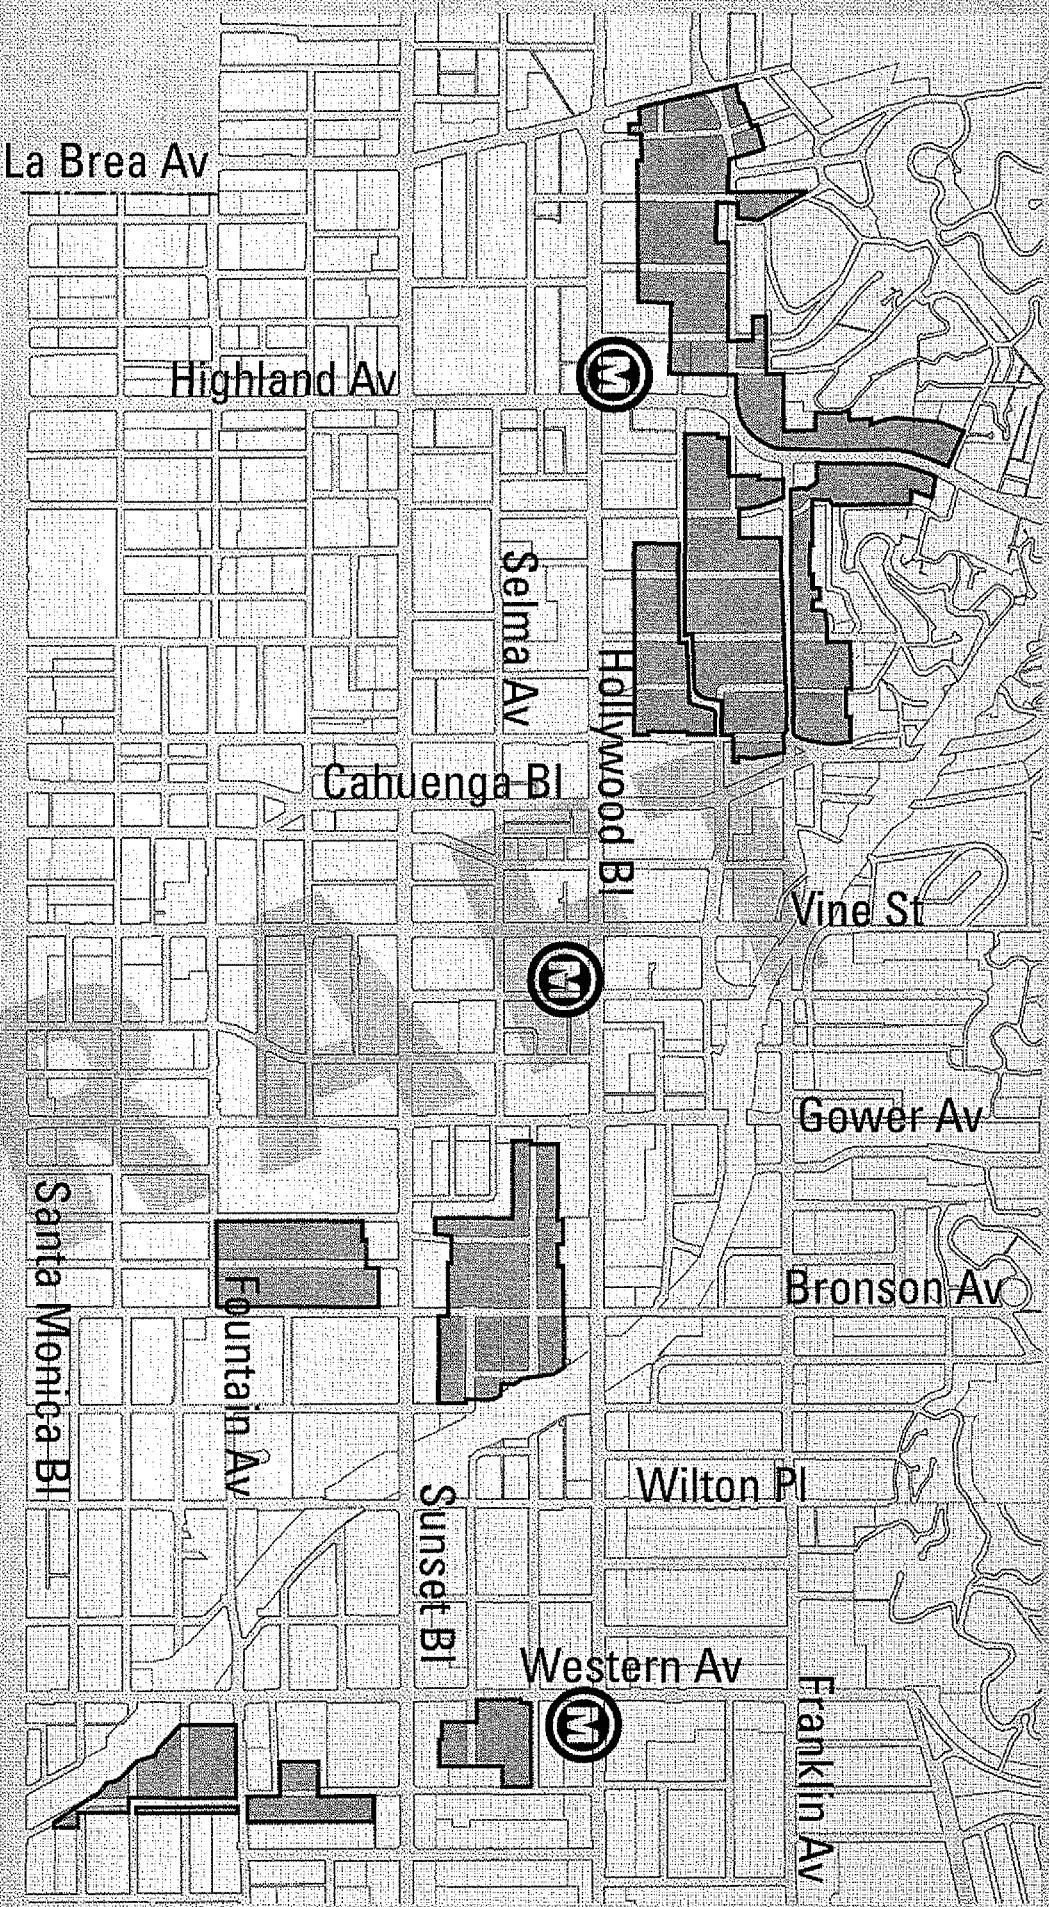 La Brea Av
Highland Av
M
Selma Av
Hollywood Bl
Cahuenga Bl
Vine St
M
Gower Av
Santa Monica Bl
Fountain Av
Bronson Av
Wilton Pl
Sunset Bl
Western Av
M
Franklin Av